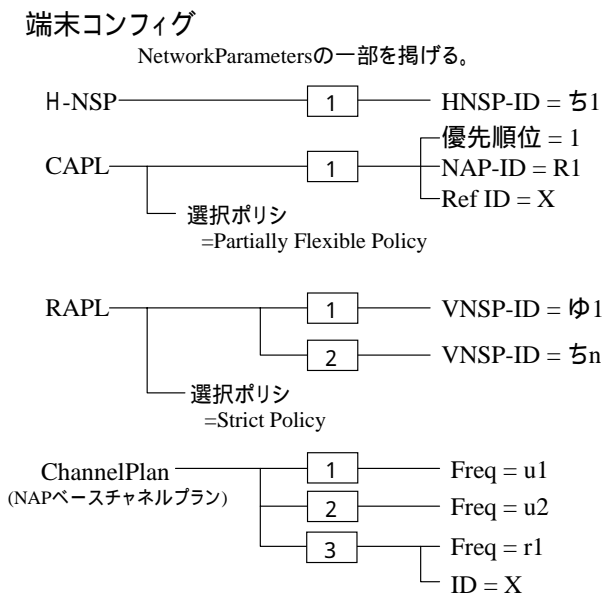 端末コンフィグ
NetworkParametersの一部を掲げる。
H-NSP 1 HNSP-ID = ち1
優先順位 = 1
CAPL 1 NAP-ID = R1
Ref ID = X
選択ポリシ
=Partially Flexible Policy
RAPL 1 VNSP-ID = ゆ1
2 VNSP-ID = ちn
選択ポリシ
=Strict Policy
ChannelPlan 1 Freq = u1
(NAPベースチャネルプラン) 2 Freq = u2
3 Freq = r1
ID = X